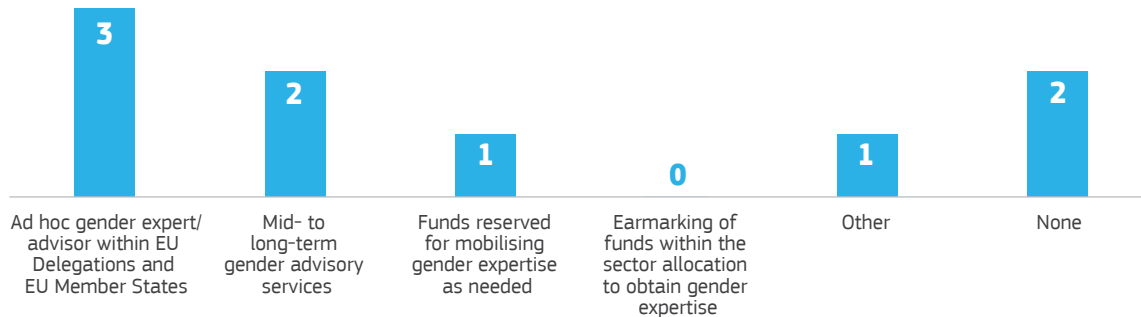 3
2
1
0
1
2
Ad hoc gender expert/
advisor within EU
Delegations and
EU Member States
Mid- to
long-term
gender advisory
services
Funds reserved
for mobilising
gender expertise
as needed
Earmarking of
funds within the
sector allocation
to obtain gender
expertise
Other
None